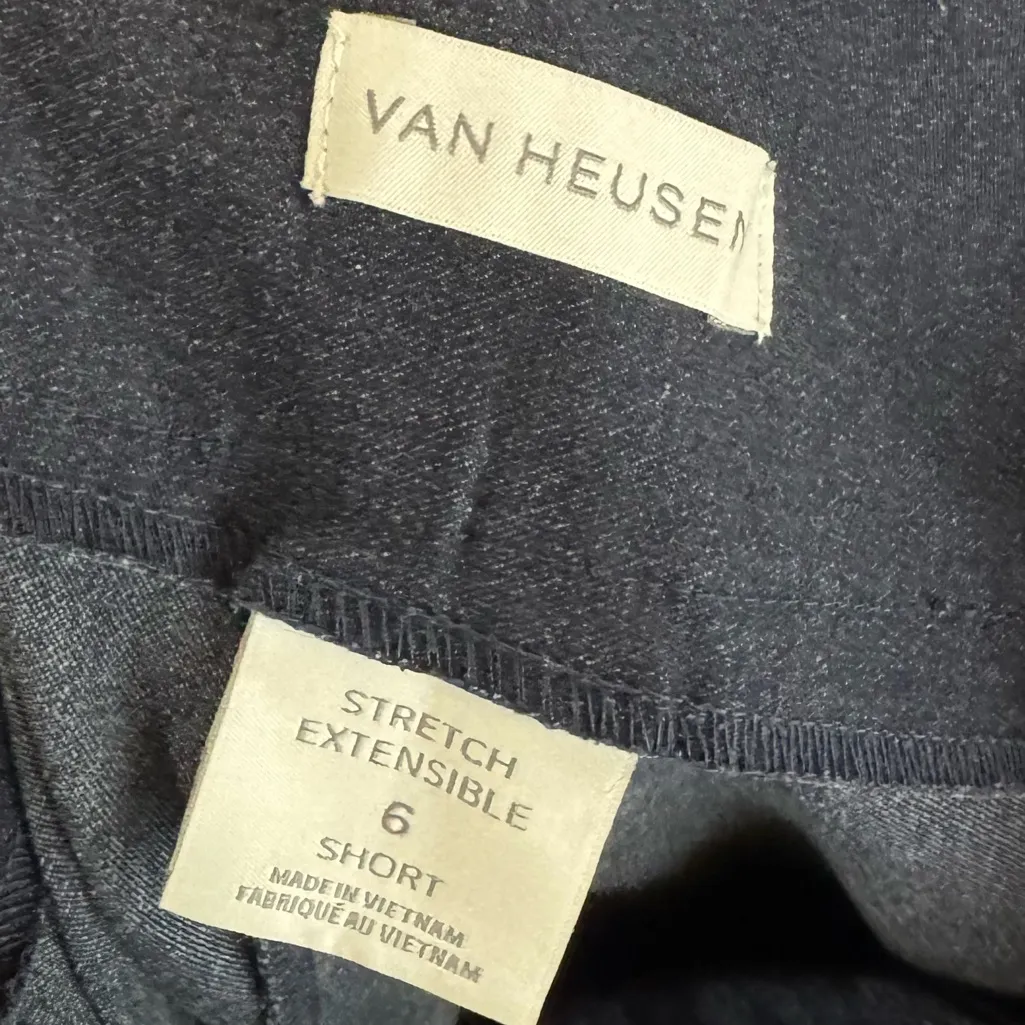 VAN HEUSEN
STRETCH
EXTENSIBLE
6
SHORT
MADE IN VIETNAM
FABRIQUÉ AU VIETNAM